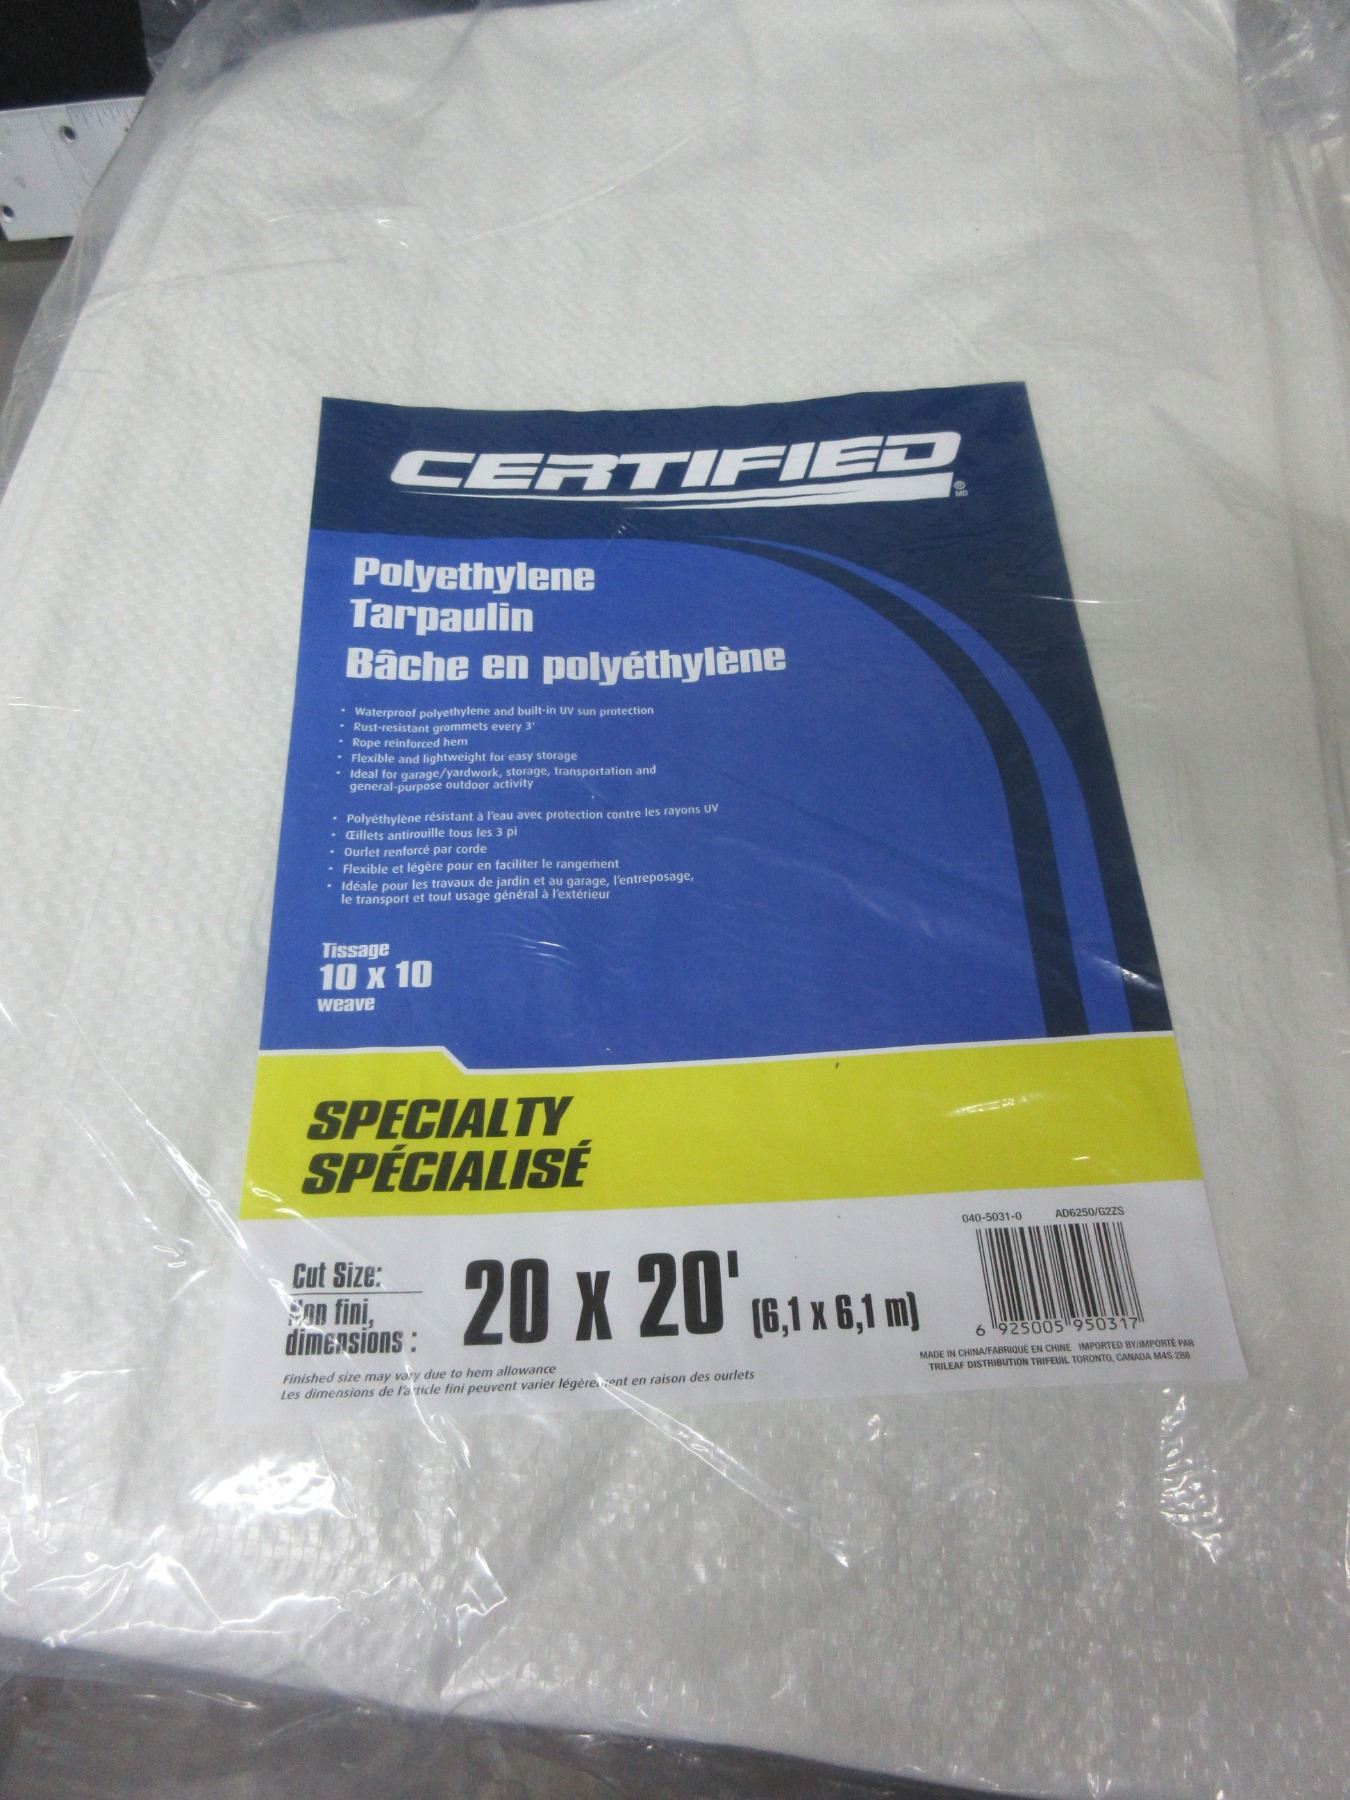 CERTIFIED
® MD
Polyethylene
Tarpaulin
Bâche en polyéthylène
• Waterproof polyethylene and built-in UV sun protection
• Rust-resistant grommets every 3'
• Rope reinforced hem
• Flexible and lightweight for easy storage
• Ideal for garage/yardwork, storage, transportation and
general-purpose outdoor activity
• Polyéthylène résistant à l'eau avec protection contre les rayons UV
• Œillets antirouille tous les 3 pi
• Ourlet renforcé par corde
• Flexible et légère pour en faciliter le rangement
• Idéale pour les travaux de jardin et au garage, l'entreposage,
le transport et tout usage général à l'extérieur
Tissage
10 x 10
weave
SPECIALTY
SPÉCIALISÉ
Cut Size:
Non fini,
dimensions :
20 x 20' (6,1 x 6,1 m)
Finished size may vary due to hem allowance
Les dimensions de l'article fini peuvent varier légèrement en raison des ourlets
040-5031-0 AD6250/G2ZS
6 925005 950317
MADE IN CHINA/FABRIQUÉ EN CHINE IMPORTED BY/IMPORTÉ PAR
TRILEAF DISTRIBUTION TRIFEUIL TORONTO, CANADA M4S 2B8